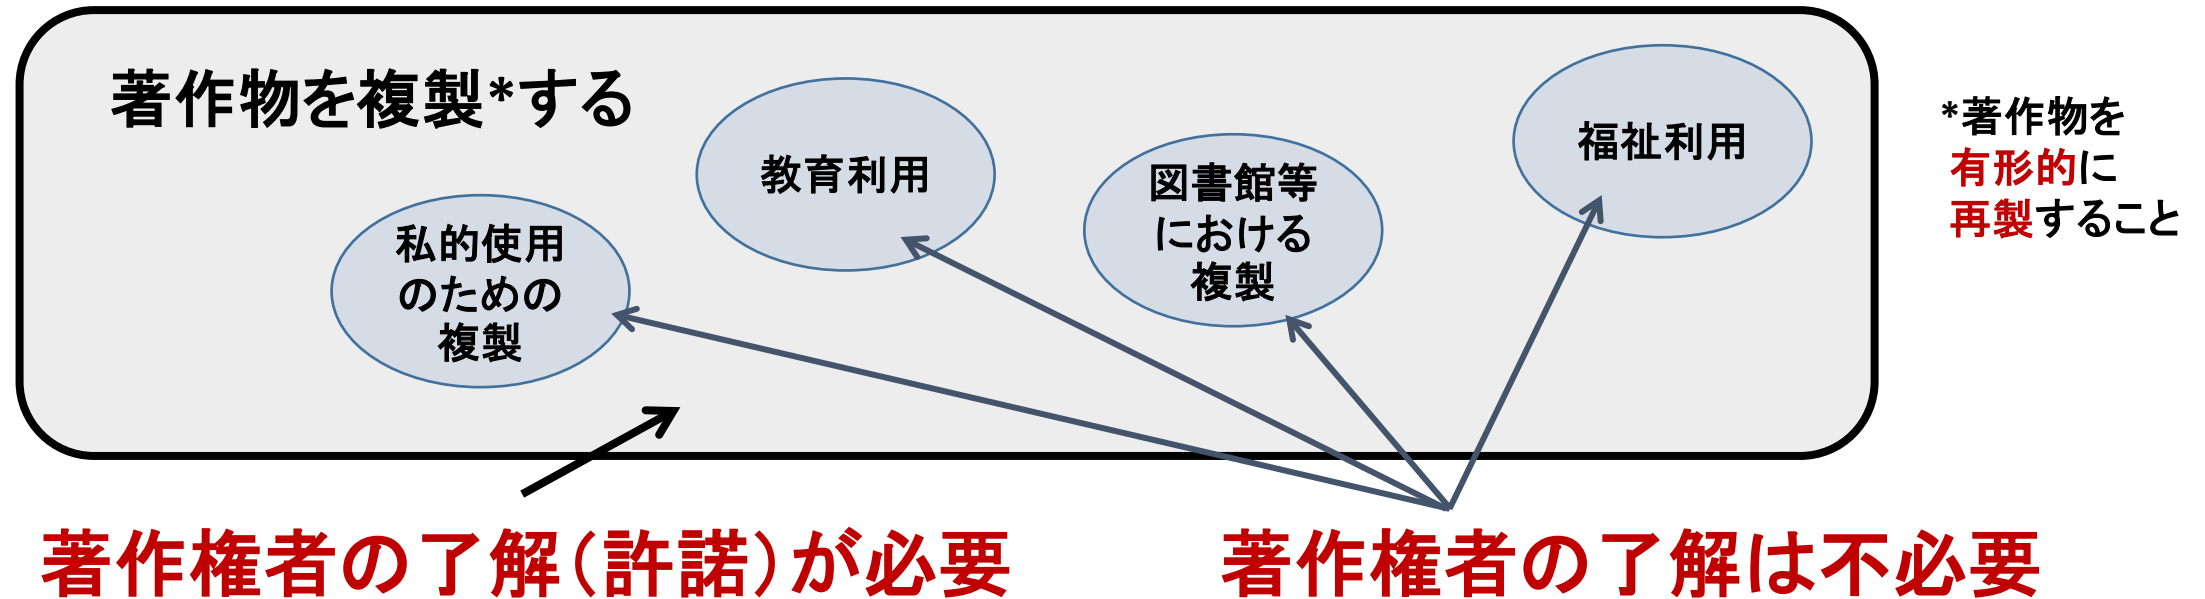 著作物を複製*する
私的使用
のための
複製
教育利用
図書館等
における
複製
福祉利用
*著作物を
有形的に
再製すること
著作権者の了解(許諾)が必要
著作権者の了解は不必要